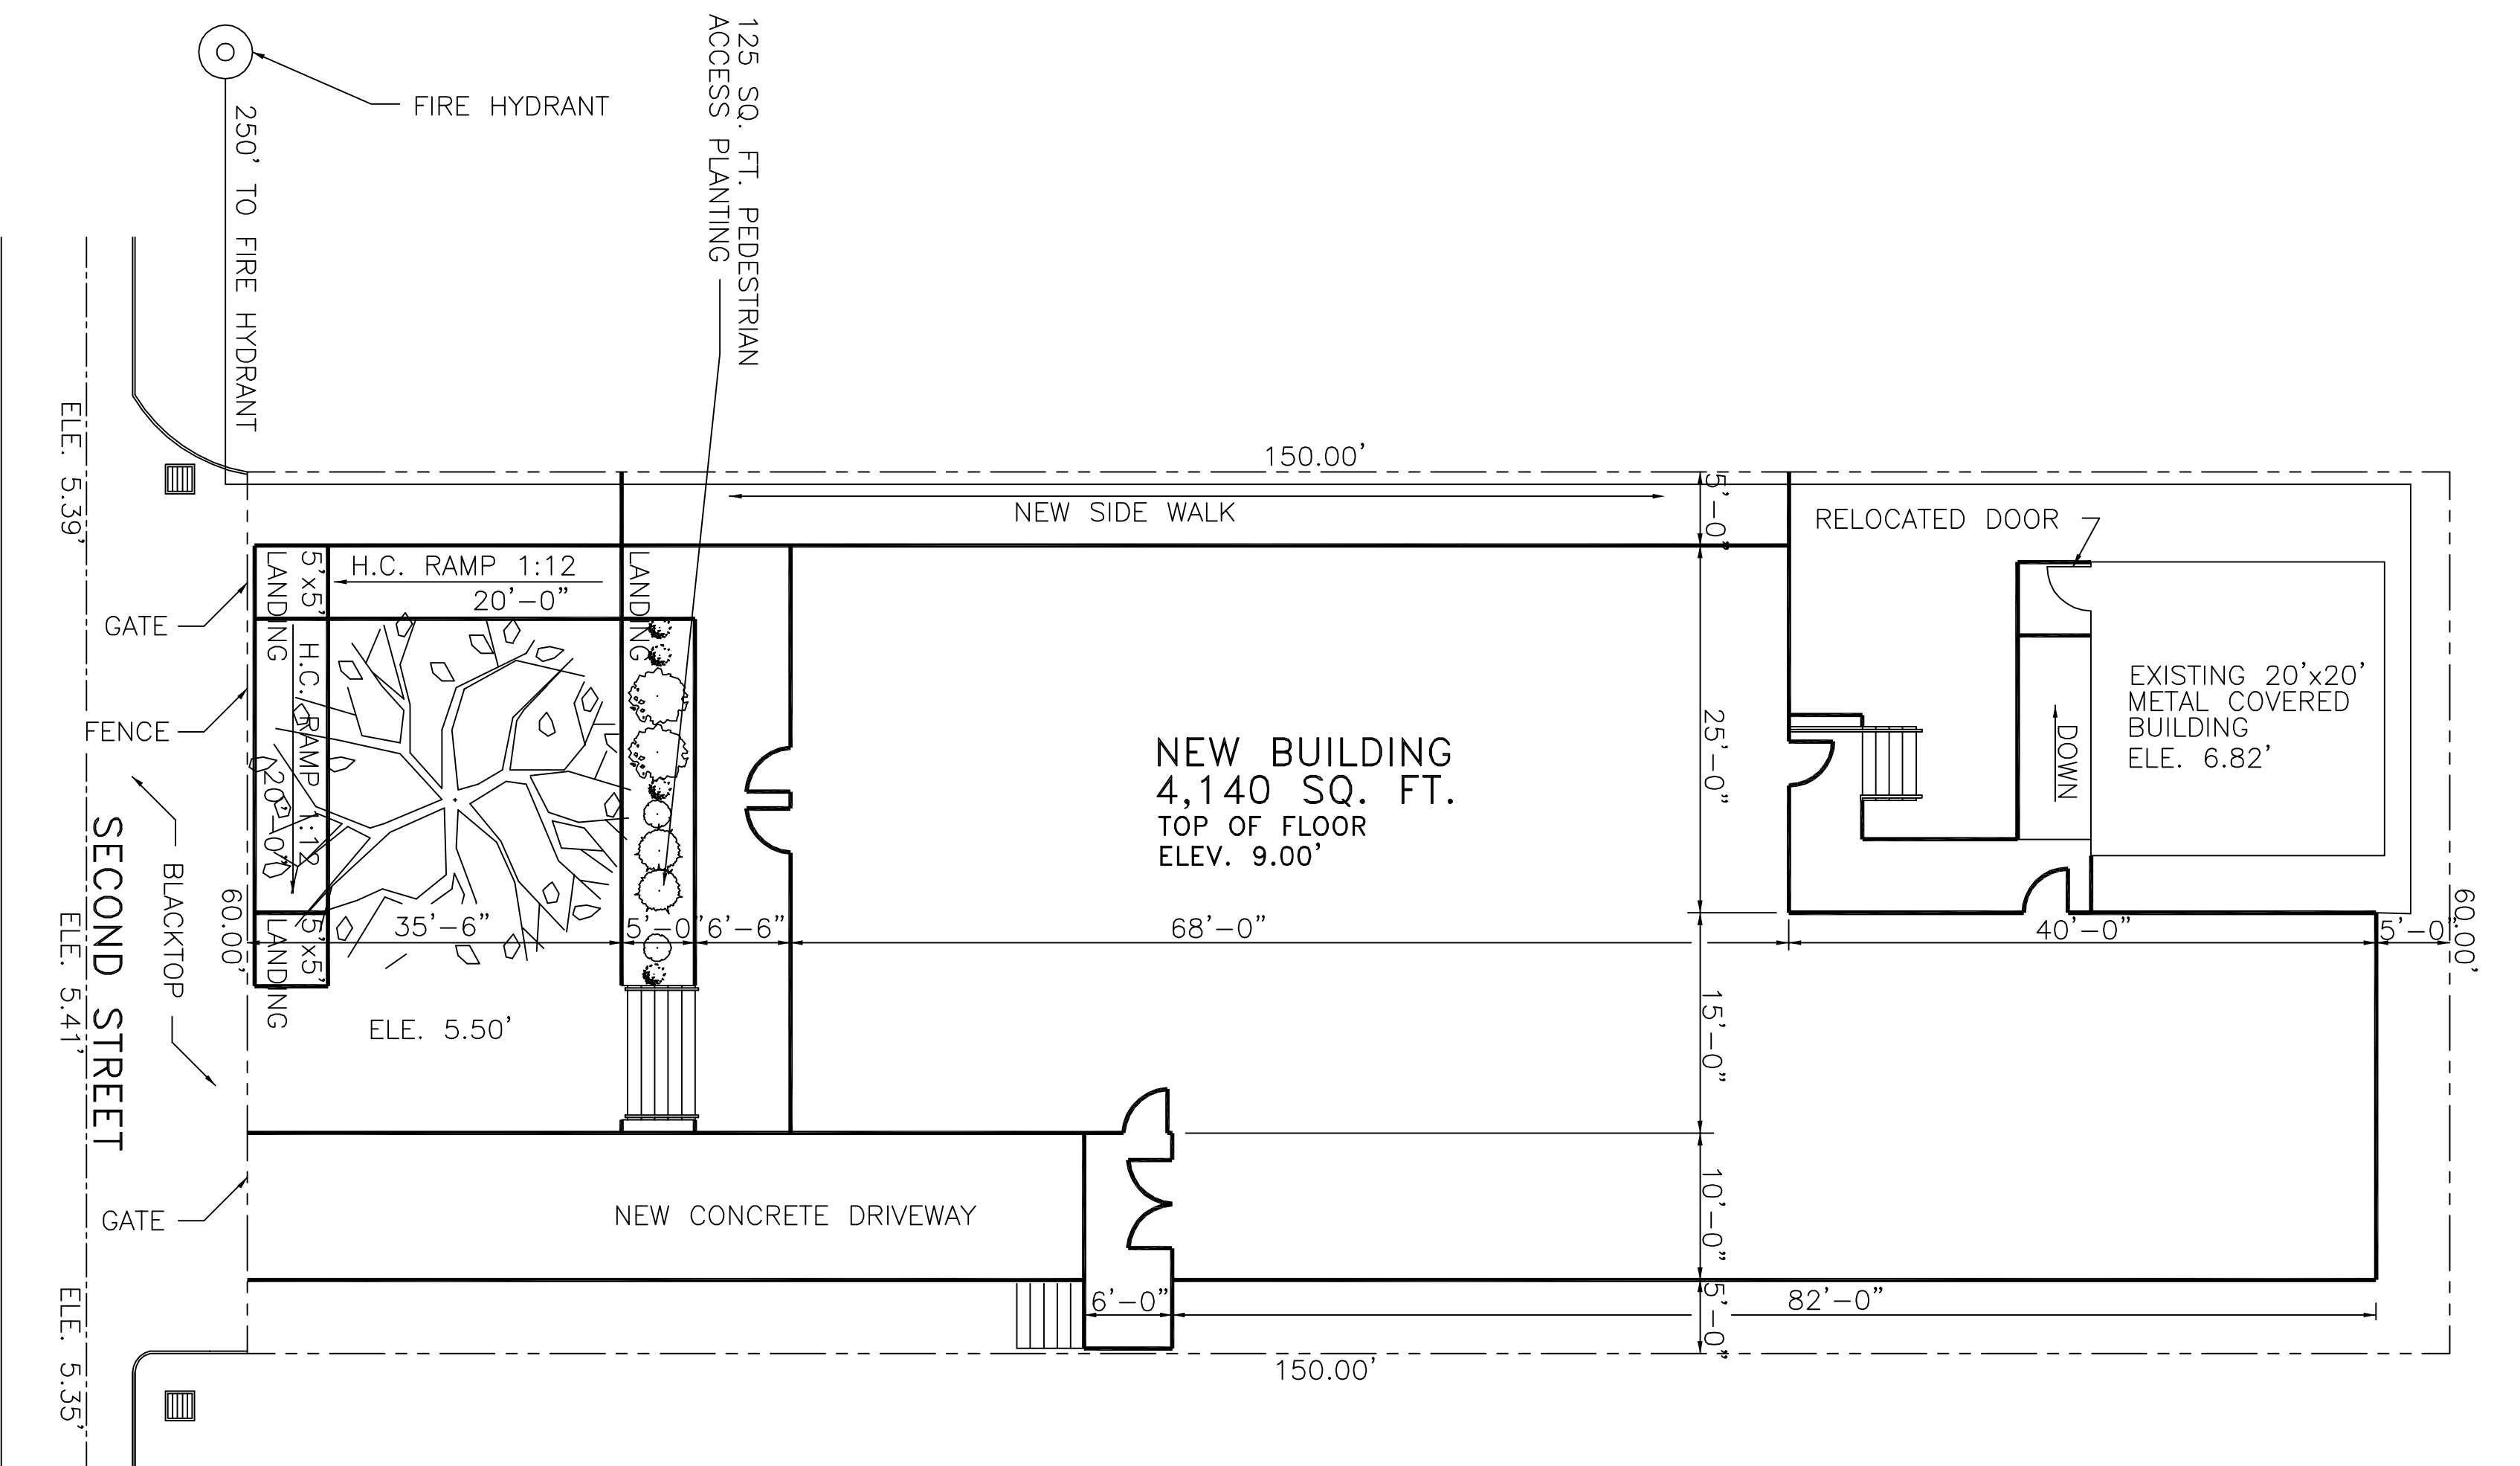 FIRE HYDRANT
250' TO FIRE HYDRANT
125 SQ. FT. PEDESTRIAN
ACCESS PLANTING
150.00'
NEW SIDE WALK
5'-0"
RELOCATED DOOR
GATE
FENCE
5'x5'
LANDING
H.C. RAMP 1:12
20'-0"
LANDING
H.C. RAMP 1:12
20'-0"
5'x5'
LANDING
ELE. 5.39'
ELE. 5.41'
ELE. 5.35'
SECOND STREET
BLACKTOP
60.00'
35'-6"
5'-0"
6'-6"
68'-0"
40'-0"
5'-0"
60.00'
NEW BUILDING
4,140 SQ. FT.
TOP OF FLOOR
ELEV. 9.00'
25'-0"
EXISTING 20'x20'
METAL COVERED
BUILDING
ELE. 6.82'
DOWN
ELE. 5.50'
15'-0"
10'-0"
GATE
NEW CONCRETE DRIVEWAY
6'-0"
82'-0"
5'-0"
150.00'